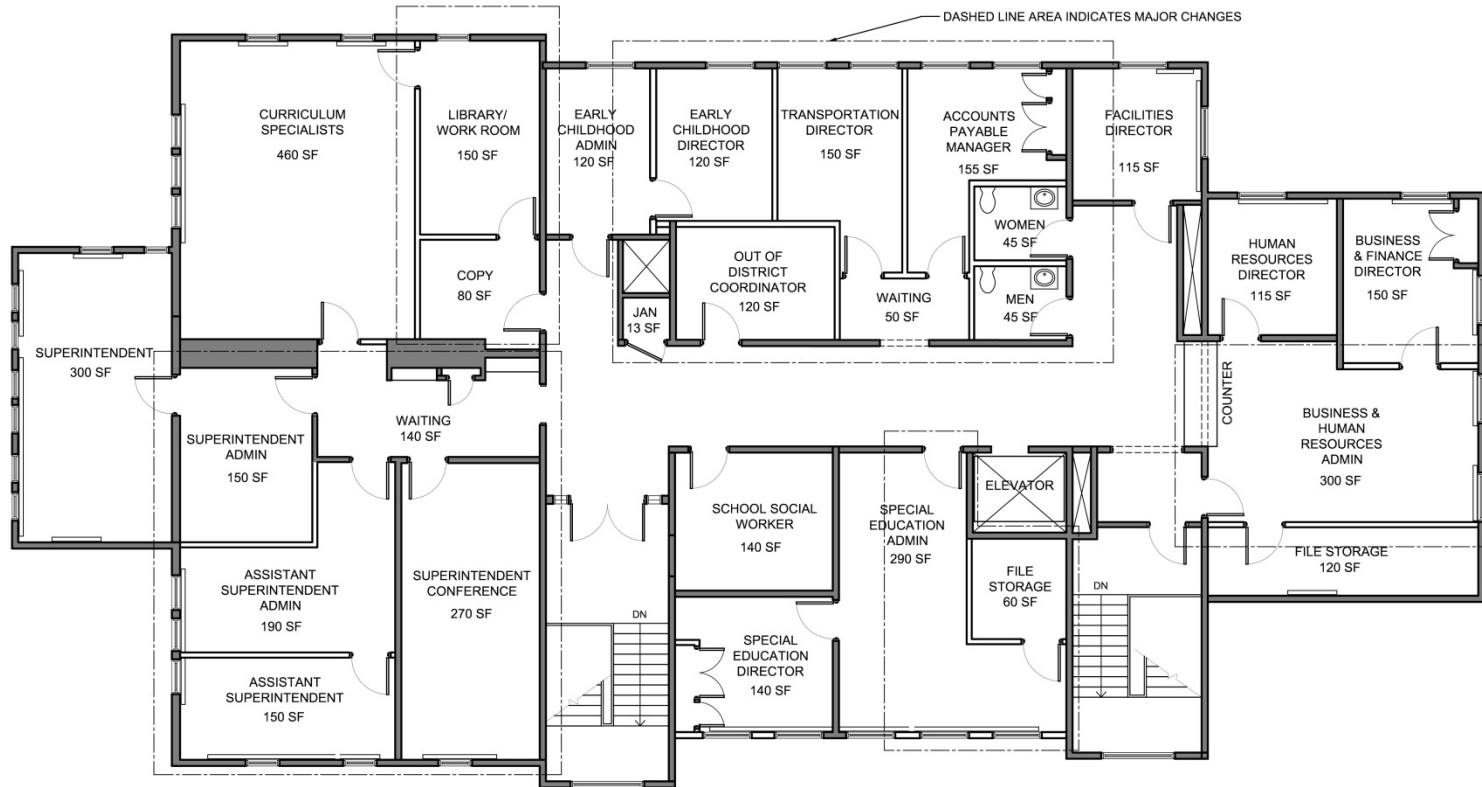 DASHED LINE AREA INDICATES MAJOR CHANGES
CURRICULUM
SPECIALISTS
460 SF
LIBRARY/
WORK ROOM
150 SF
EARLY
CHILDHOOD
ADMIN
120 SF
EARLY
CHILDHOOD
DIRECTOR
120 SF
TRANSPORTATION
DIRECTOR
150 SF
ACCOUNTS
PAYABLE
MANAGER
155 SF
FACILITIES
DIRECTOR
115 SF
WOMEN
45 SF
MEN
45 SF
HUMAN
RESOURCES
DIRECTOR
115 SF
BUSINESS
& FINANCE
DIRECTOR
150 SF
COPY
80 SF
JAN
13 SF
OUT OF
DISTRICT
COORDINATOR
120 SF
WAITING
50 SF
SUPERINTENDENT
300 SF
SUPERINTENDENT
ADMIN
150 SF
WAITING
140 SF
COUNTER
BUSINESS &
HUMAN
RESOURCES
ADMIN
300 SF
ELEVATOR
SCHOOL SOCIAL
WORKER
140 SF
SPECIAL
EDUCATION
ADMIN
290 SF
FILE
STORAGE
60 SF
FILE STORAGE
120 SF
ASSISTANT
SUPERINTENDENT
ADMIN
190 SF
SUPERINTENDENT
CONFERENCE
270 SF
DN
DN
SPECIAL
EDUCATION
DIRECTOR
140 SF
ASSISTANT
SUPERINTENDENT
150 SF